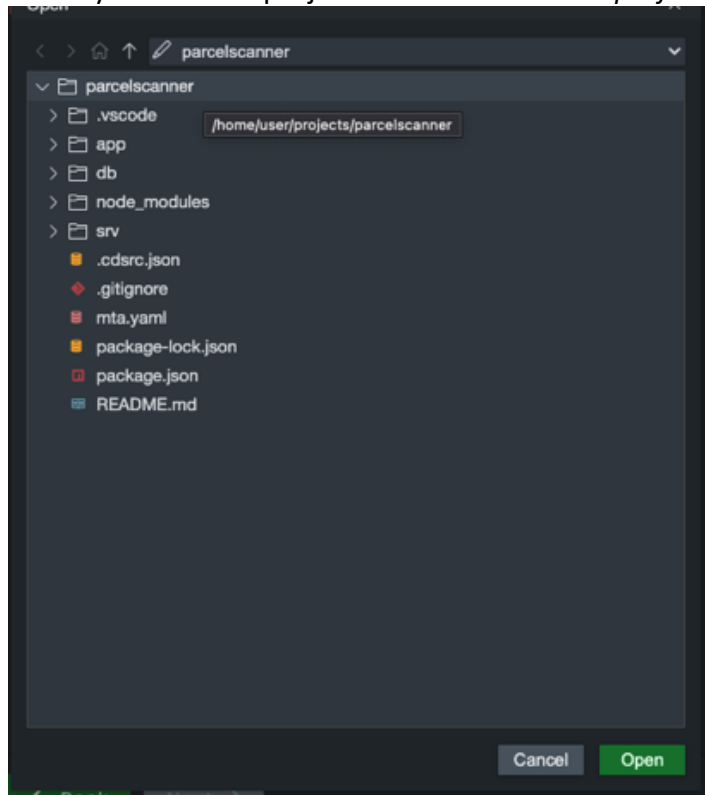 Open
parcelscanner
parcelscanner
.vscode
/home/user/projects/parcelscanner
app
db
node_modules
srv
.cdsrc.json
.gitignore
mta.yaml
package-lock.json
package.json
README.md
Cancel
Open